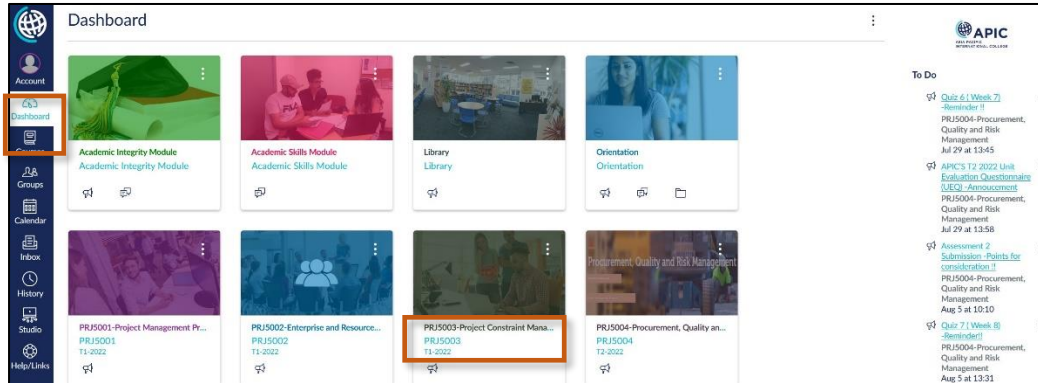 Dashboard
APIC
ASIA PACIFIC
INTERNATIONAL COLLEGE
Account
Dashboard
Groups
Calendar
Inbox
History
Studio
Help/Links
Academic Integrity Module
Academic Integrity Module
Academic Skills Module
Academic Skills Module
Library
Library
Orientation
Orientation
Procurement, Quality and Risk Management
PRJ5001-Project Management Pr...
PRJ5001
T1-2022
PRJ5002-Enterprise and Resource...
PRJ5002
T1-2022
PRJ5003-Project Constraint Mana...
PRJ5003
T1-2022
PRJ5004-Procurement, Quality an...
PRJ5004
T2-2022
To Do
Quiz 6 ( Week 7)
-Reminder !!
PRJ5004-Procurement,
Quality and Risk
Management
Jul 29 at 13:45
APIC'S T2 2022 Unit
Evaluation Questionnaire
(UEQ) -Annoucement
PRJ5004-Procurement,
Quality and Risk
Management
Jul 29 at 13:58
Assessment 2
Submission -Points for
consideration !!
PRJ5004-Procurement,
Quality and Risk
Management
Aug 5 at 10:10
Quiz 7 ( Week 8)
-Reminder!!
PRJ5004-Procurement,
Quality and Risk
Management
Aug 5 at 13:31